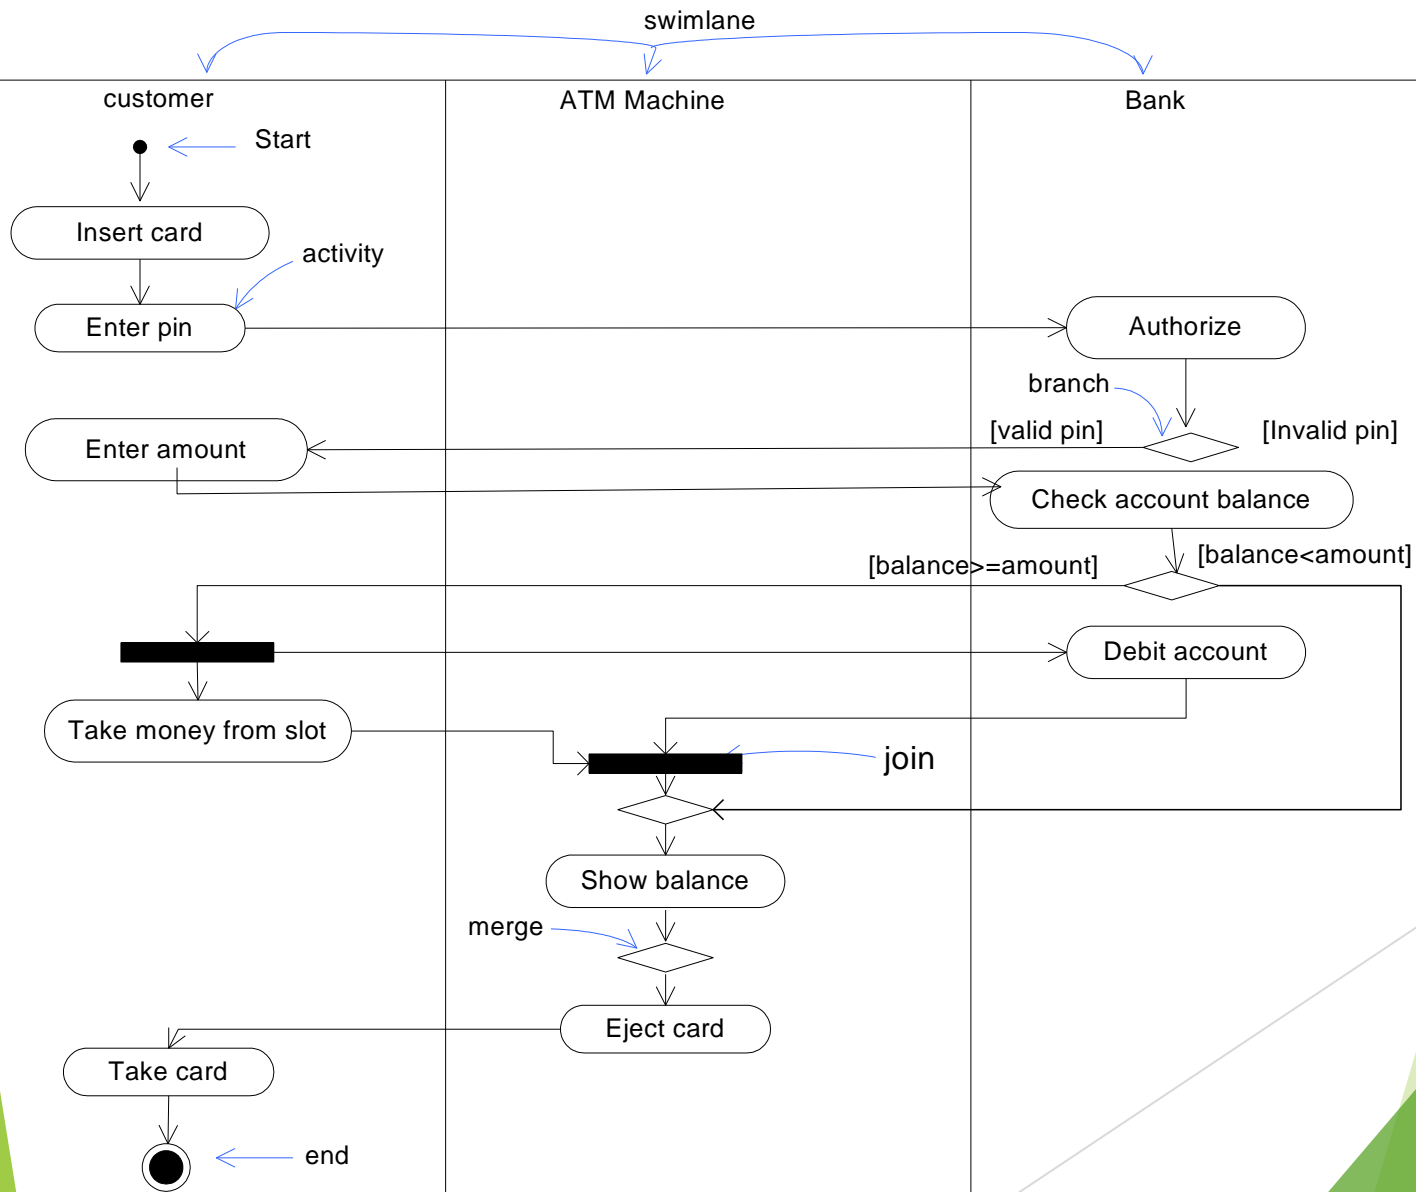 swimlane
customer
ATM Machine
Bank
Start
Insert card
activity
Enter pin
Authorize
branch
[valid pin]
[Invalid pin]
Enter amount
Check account balance
[balance>=amount]
[balance<amount]
Debit account
Take money from slot
join
Show balance
merge
Eject card
Take card
end